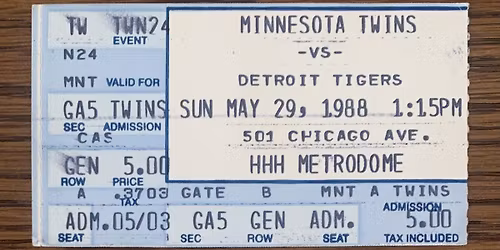 TW TWN24
EVENT
N24
MNT VALID FOR
GA5 TWINS
SEC ADMISSION
CAS
GEN 5.00
ROW PRICE
A .3703
TAX
ADM. 05/03
SEAT
MINNESOTA TWINS
-VS-
DETROIT TIGERS
SUN MAY 29, 1988 1:15PM
501 CHICAGO AVE.
HHH METRODOME
GATE B MNT A TWINS
ADMISSION
GA5 GEN ADM. 5.00
SEC ROW SEAT TAX INCLUDED